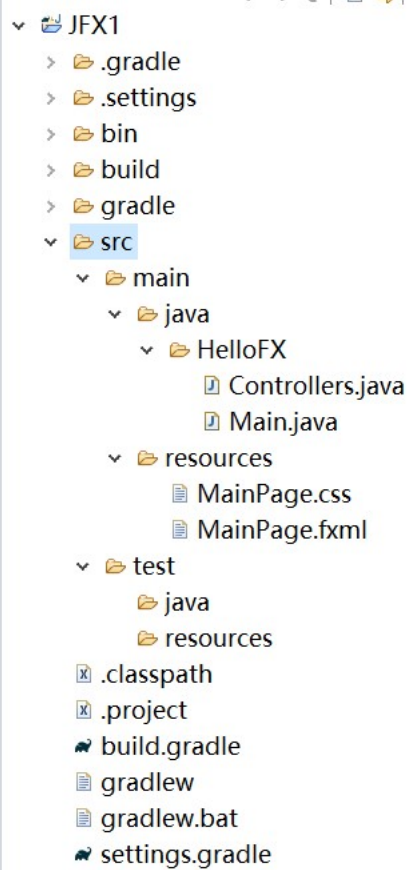 JFX1
.gradle
.settings
bin
build
gradle
src
main
java
HelloFX
Controllers.java
Main.java
resources
MainPage.css
MainPage.fxml
test
java
resources
.classpath
.project
build.gradle
gradlew
gradlew.bat
settings.gradle